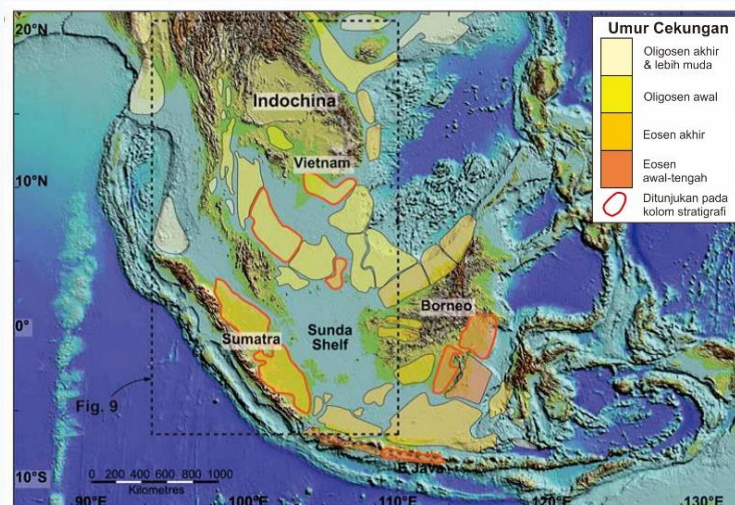 20°N
10°N
0°
10°S
90°E
100°E
110°E
120°E
130°E
Indochina
Vietnam
Borneo
Sumatra
Sunda
Shelf
E Java
Fig. 9
0 200 400 600 800 1000
Kilometres
Umur Cekungan
Oligosen akhir
& lebih muda
Oligosen awal
Eosen akhir
Eosen
awal-tengah
Ditunjukan pada
kolom stratigrafi